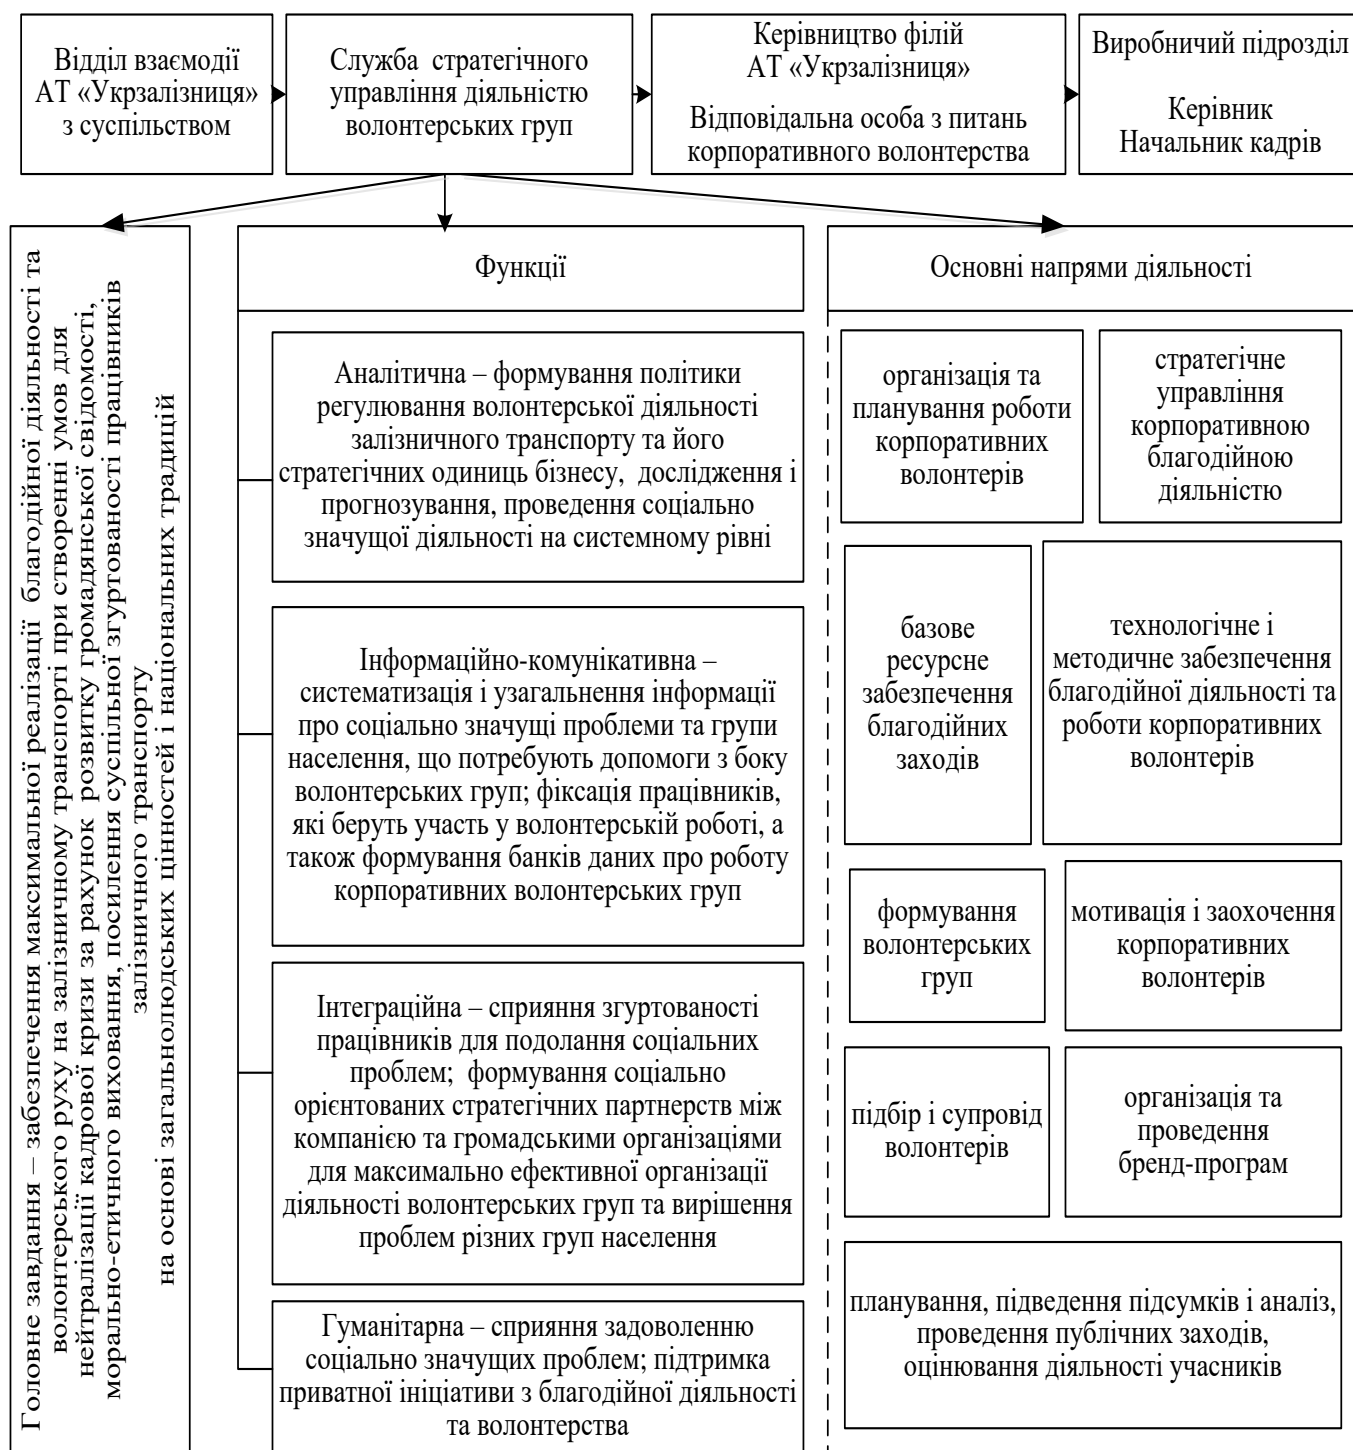 Відділ взаємодії
АТ «Укрзалізниця»
з суспільством
Служба стратегічного
управління діяльністю
волонтерських груп
Керівництво філій
АТ «Укрзалізниця»
Відповідальна особа з питань
корпоративного волонтерства
Виробничий підрозділ
Керівник
Начальник кадрів
Головне завдання – забезпечення максимальної реалізації благодійної діяльності та
волонтерського руху на залізничному транспорті при створенні умов для
нейтралізації кадрової кризи за рахунок розвитку громадянської свідомості,
морально-етичного виховання, посилення суспільної згуртованості працівників
залізничного транспорту
на основі загальнолюдських цінностей і національних традицій
Функції
Аналітична – формування політики
регулювання волонтерської діяльності
залізничного транспорту та його
стратегічних одиниць бізнесу, дослідження і
прогнозування, проведення соціально
значущої діяльності на системному рівні
Інформаційно-комунікативна –
систематизація і узагальнення інформації
про соціально значущі проблеми та групи
населення, що потребують допомоги з боку
волонтерських груп; фіксація працівників,
які беруть участь у волонтерській роботі, а
також формування банків даних про роботу
корпоративних волонтерських груп
Інтеграційна – сприяння згуртованості
працівників для подолання соціальних
проблем; формування соціально
орієнтованих стратегічних партнерств між
компанією та громадськими організаціями
для максимально ефективної організації
діяльності волонтерських груп та вирішення
проблем різних груп населення
Гуманітарна – сприяння задоволенню
соціально значущих проблем; підтримка
приватної ініціативи з благодійної діяльності
та волонтерства
Основні напрями діяльності
організація та
планування роботи
корпоративних
волонтерів
стратегічне
управління
корпоративною
благодійною
діяльністю
базове
ресурсне
забезпечення
благодійних
заходів
технологічне і
методичне забезпечення
благодійної діяльності та
роботи корпоративних
волонтерів
формування
волонтерських
груп
мотивація і заохочення
корпоративних
волонтерів
підбір і супровід
волонтерів
організація та
проведення
бренд-програм
планування, підведення підсумків і аналіз,
проведення публічних заходів,
оцінювання діяльності учасників